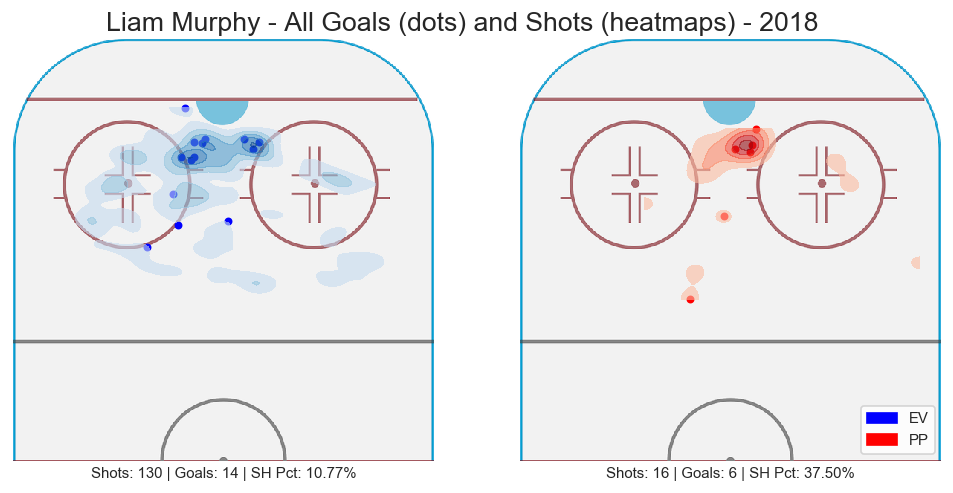 Liam Murphy - All Goals (dots) and Shots (heatmaps) - 2018
EV
PP
Shots: 130 | Goals: 14 | SH Pct: 10.77%
Shots: 16 | Goals: 6 | SH Pct: 37.50%